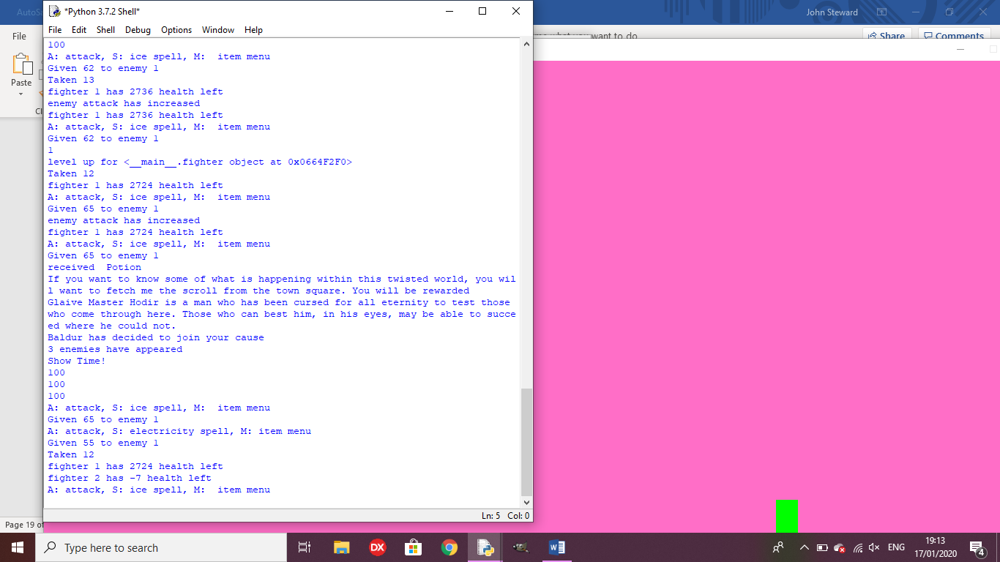 AutoSa
*Python 3.7.2 Shell*
John Steward
File
File Edit Shell Debug Options Window Help
what you want to do
Share
Comments
Paste
100
A: attack, S: ice spell, M:  item menu
Given 62 to enemy 1
Taken 13
fighter 1 has 2736 health left
enemy attack has increased
fighter 1 has 2736 health left
A: attack, S: ice spell, M:  item menu
Given 62 to enemy 1
1
level up for <__main__.fighter object at 0x0664F2F0>
Taken 12
fighter 1 has 2724 health left
A: attack, S: ice spell, M:  item menu
Given 65 to enemy 1
enemy attack has increased
fighter 1 has 2724 health left
A: attack, S: ice spell, M:  item menu
Given 65 to enemy 1
received  Potion
If you want to know some of what is happening within this twisted world, you wil
l want to fetch me the scroll from the town square. You will be rewarded
Glaive Master Hodir is a man who has been cursed for all eternity to test those
who come through here. Those who can best him, in his eyes, may be able to succe
ed where he could not.
Baldur has decided to join your cause
3 enemies have appeared
Show Time!
100
100
100
A: attack, S: ice spell, M:  item menu
Given 65 to enemy 1
A: attack, S: electricity spell, M: item menu
Given 55 to enemy 1
Taken 12
fighter 1 has 2724 health left
fighter 2 has -7 health left
A: attack, S: ice spell, M:  item menu
Ln: 5 Col: 0
Page 19 of
Type here to search
DX
ENG
19:13
17/01/2020
4